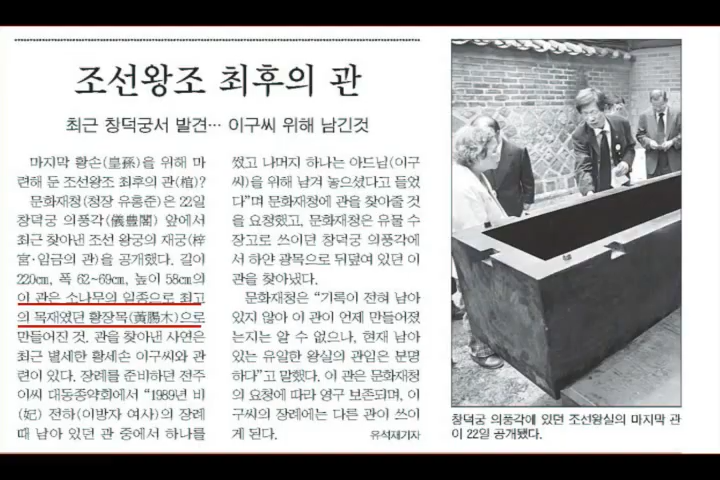 조선왕조 최후의 관
최근 창덕궁서 발견… 이구씨 위해 남긴것
마지막 황손(皇孫)을 위해 마
련해 둔 조선왕조 최후의 관(棺)?
문화재청(청장 유홍준)은 22일
창덕궁 의풍각(儀豊閣) 앞에서
최근 찾아낸 조선 왕궁의 재궁(梓
宮·임금의 관)을 공개했다. 길이
220㎝, 폭 62~69㎝, 높이 58㎝의
이 관은 소나무의 일종으로 최고
의 목재였던 황장목(黃腸木)으로
만들어진 것. 관을 찾아낸 사연은
최근 별세한 황세손 이구씨와 관
련이 있다. 장례를 준비하던 전주
이씨 대동종약회에서 “1989년 비
(妃) 전하(이방자 여사)의 장례
때 남아 있던 관 중에서 하나를
썼고 나머지 하나는 아드님(이구
씨)을 위해 남겨 놓으셨다고 들었
다”며 문화재청에 관을 찾아줄 것
을 요청했고, 문화재청은 유물 수
장고로 쓰이던 창덕궁 의풍각에
서 하얀 광목으로 뒤덮여 있던 이
관을 찾아냈다.
문화재청은 “기록이 전혀 남아
있지 않아 이 관이 언제 만들어졌
는지는 알 수 없으나, 현재 남아
있는 유일한 왕실의 관임은 분명
하다”고 말했다. 이 관은 문화재청
의 요청에 따라 영구 보존되며, 이
구씨의 장례에는 다른 관이 쓰이
게 된다.
유석재기자
창덕궁 의풍각에 있던 조선왕실의 마지막 관
이 22일 공개됐다.